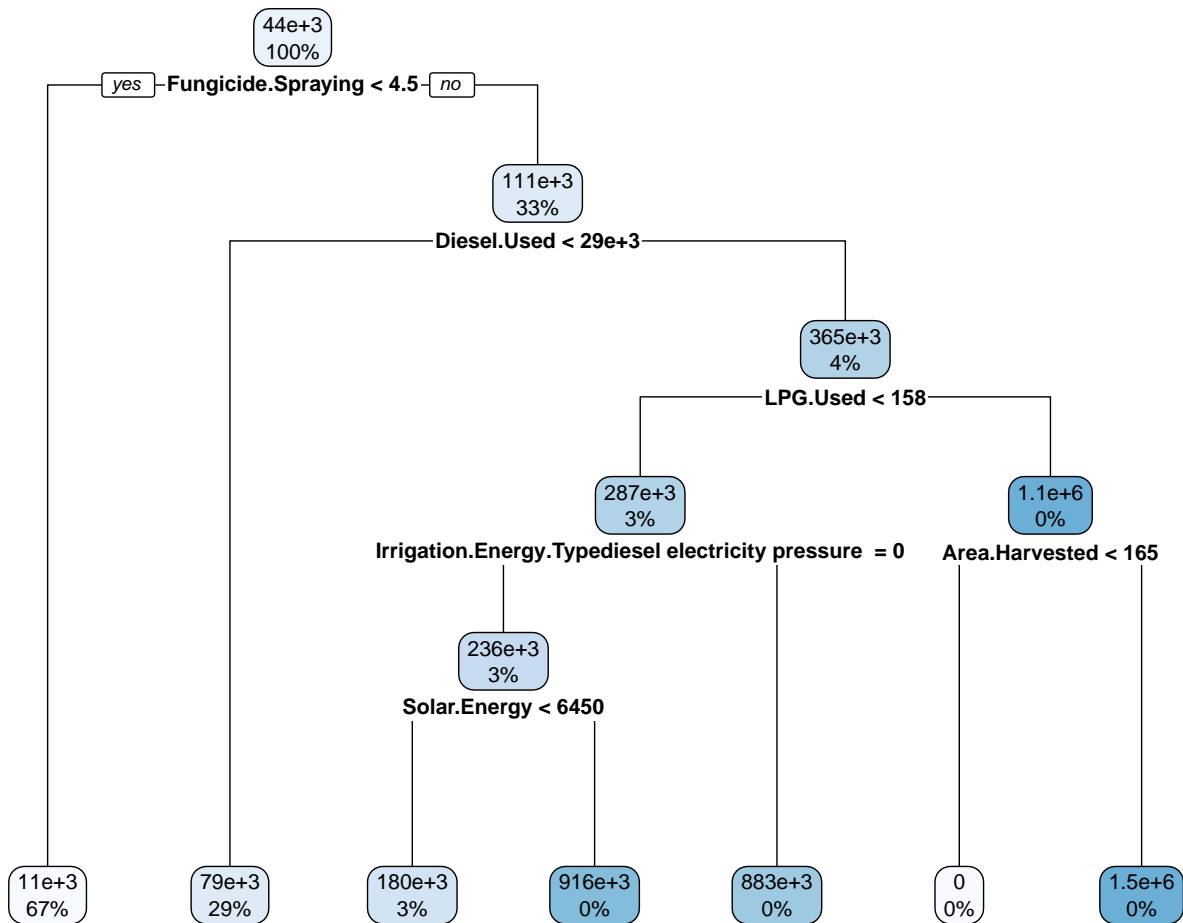 44e+3
100%
yes Fungicide.Spraying < 4.5 no
111e+3
33%
Diesel.Used < 29e+3
365e+3
4%
LPG.Used < 158
287e+3
3%
1.1e+6
0%
Irrigation.Energy.Typediesel electricity pressure = 0
Area.Harvested < 165
236e+3
3%
Solar.Energy < 6450
11e+3
67%
79e+3
29%
180e+3
3%
916e+3
0%
883e+3
0%
0
0%
1.5e+6
0%